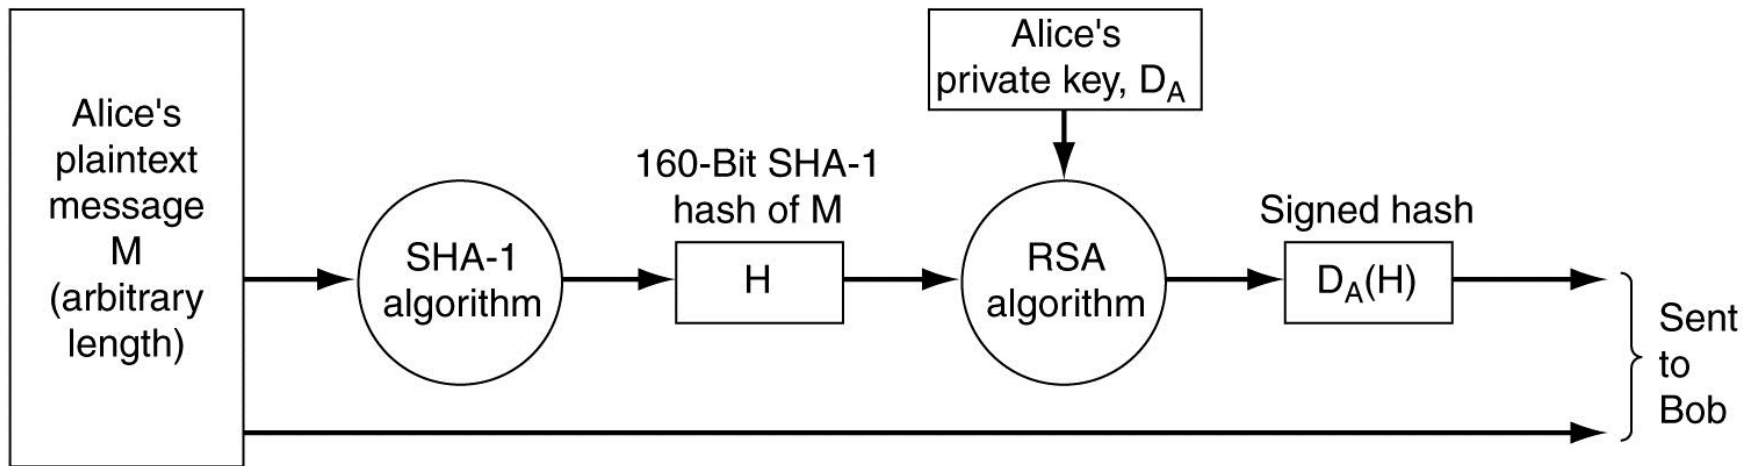 Alice's
plaintext
message
M
(arbitrary
length)
SHA-1
algorithm
160-Bit SHA-1
hash of M
H
Alice's
private key, D_A
RSA
algorithm
Signed hash
D_A(H)
Sent
to
Bob